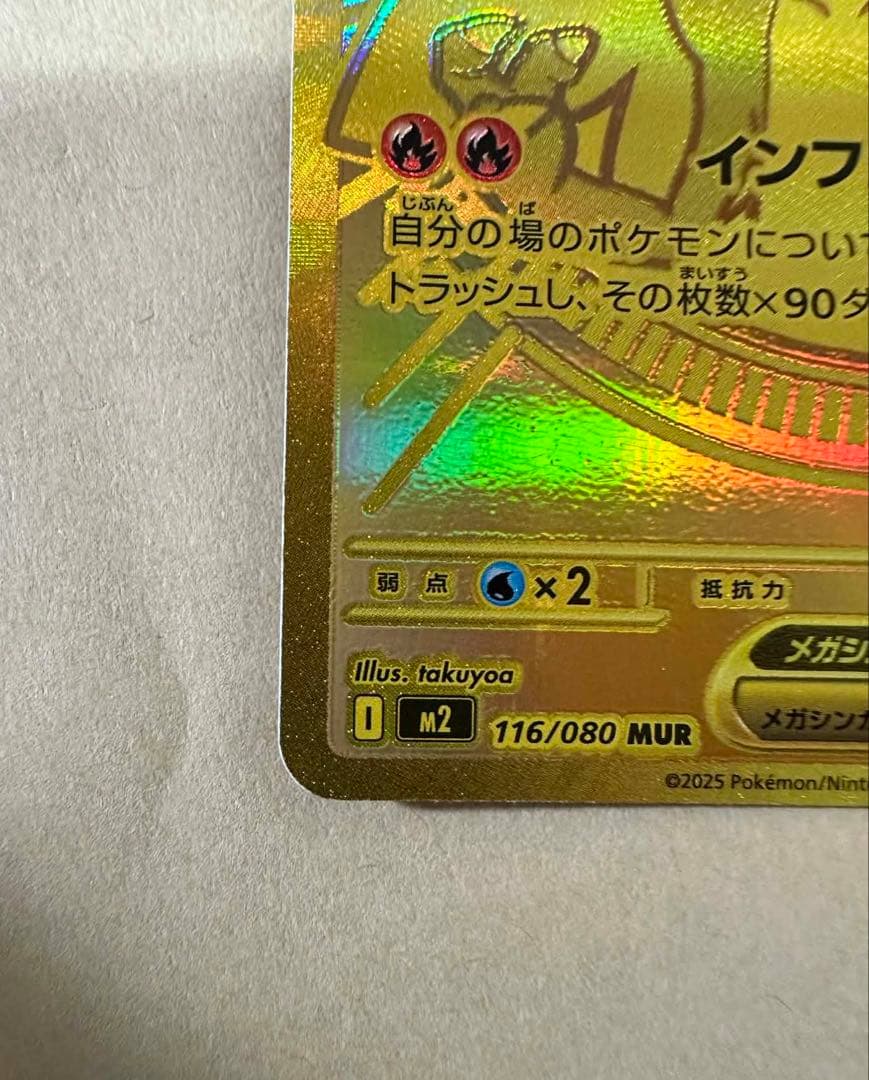 インフ
じぶん ば
自分の場のポケモンについて
まいすう
トラッシュし、その枚数×90ダ
弱点 ×2 抵抗力
メガシ
Illus. takuyoa
I M2 116/080 MUR
メガシンカ
©2025 Pokémon/Nint